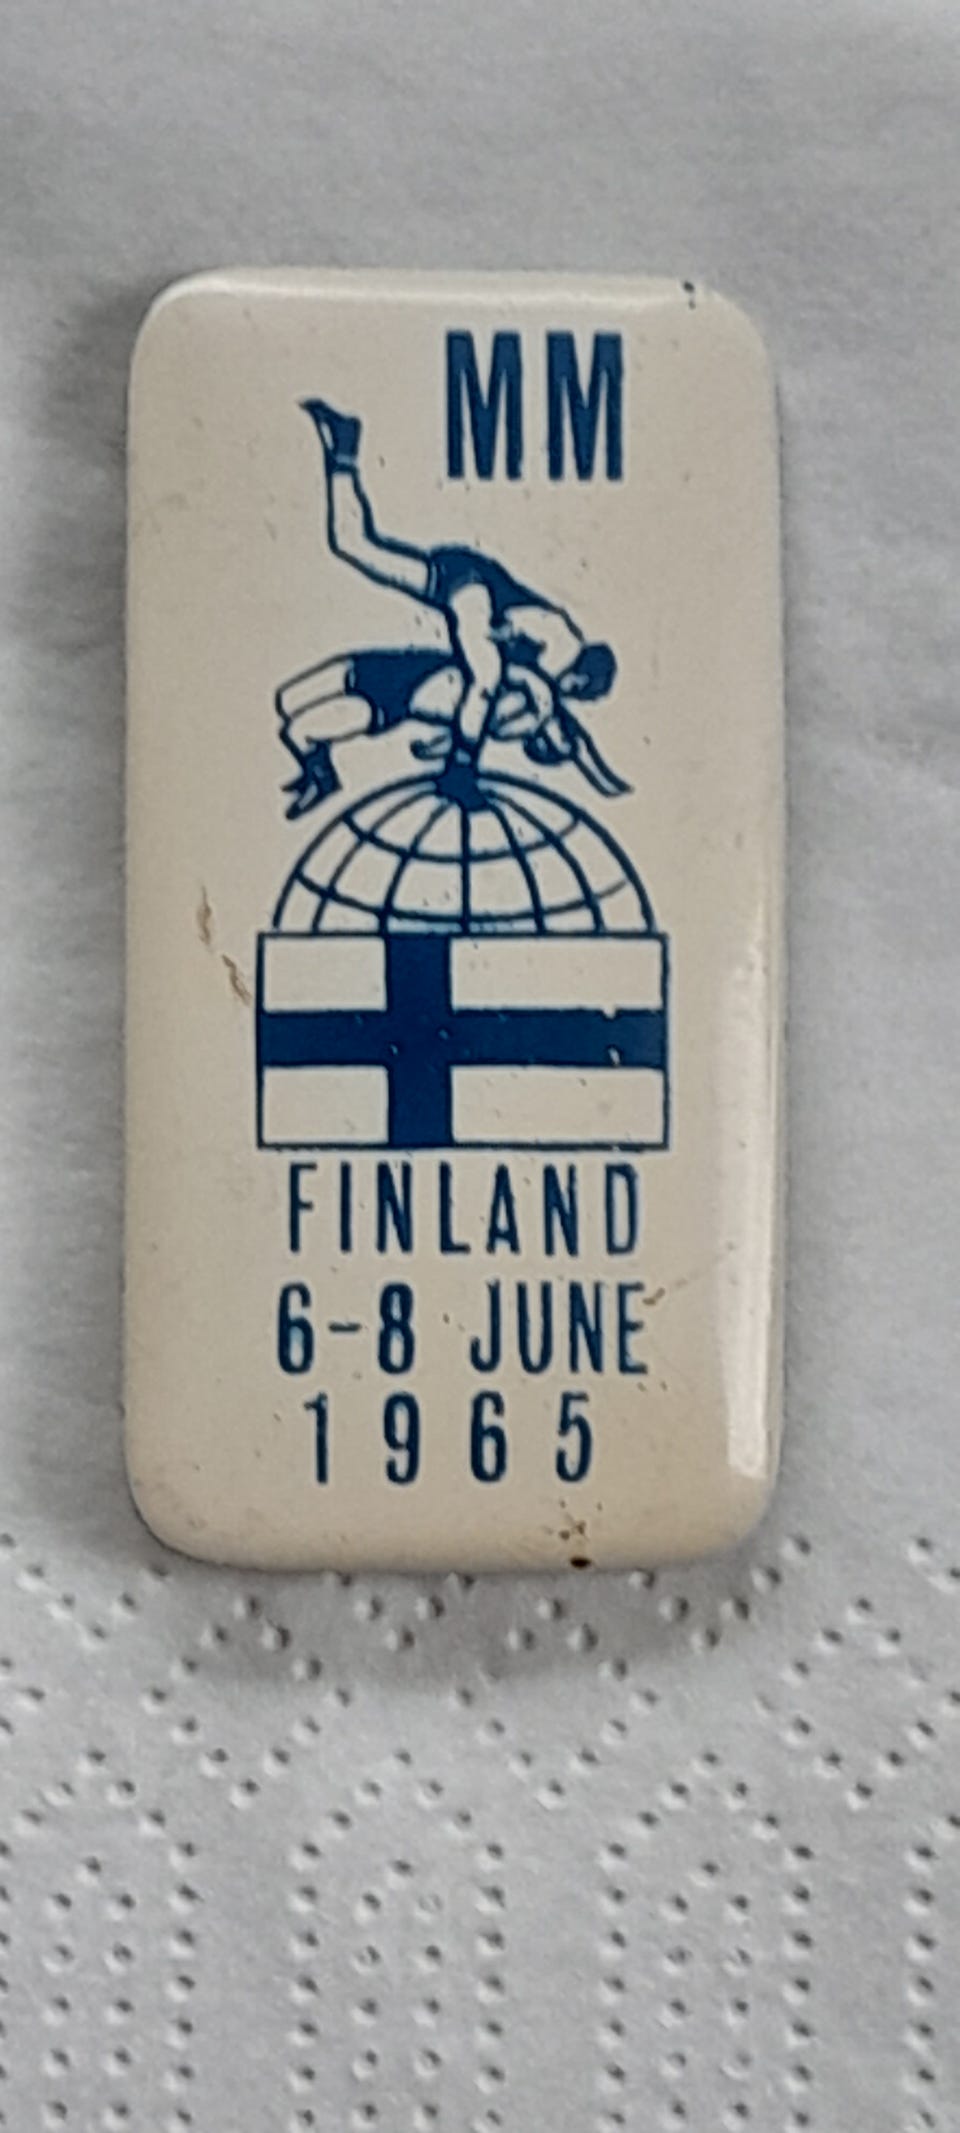 MM
FINLAND
6-8 JUNE
1965